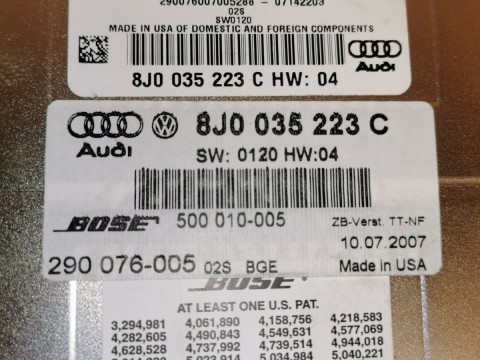 290076007005288 - 07142203
02S
SW0120
MADE IN USA OF DOMESTIC AND FOREIGN COMPONENTS
8J0 035 223 C HW: 04
Audi
Audi
8J0 035 223 C
SW: 0120 HW:04
BOSE 500 010-005
ZB-Verst. TT-NF
10.07.2007
290 076-005 02S BGE
Made in USA
BOSE
AT LEAST ONE U.S. PAT.
3,294,981 4,061,890 4,158,756 4,218,583
4,282,605 4,490,843 4,549,631 4,577,069
4,628,528 4,737,992 4,739,514 4,944,018
5,034,984 5,040,221